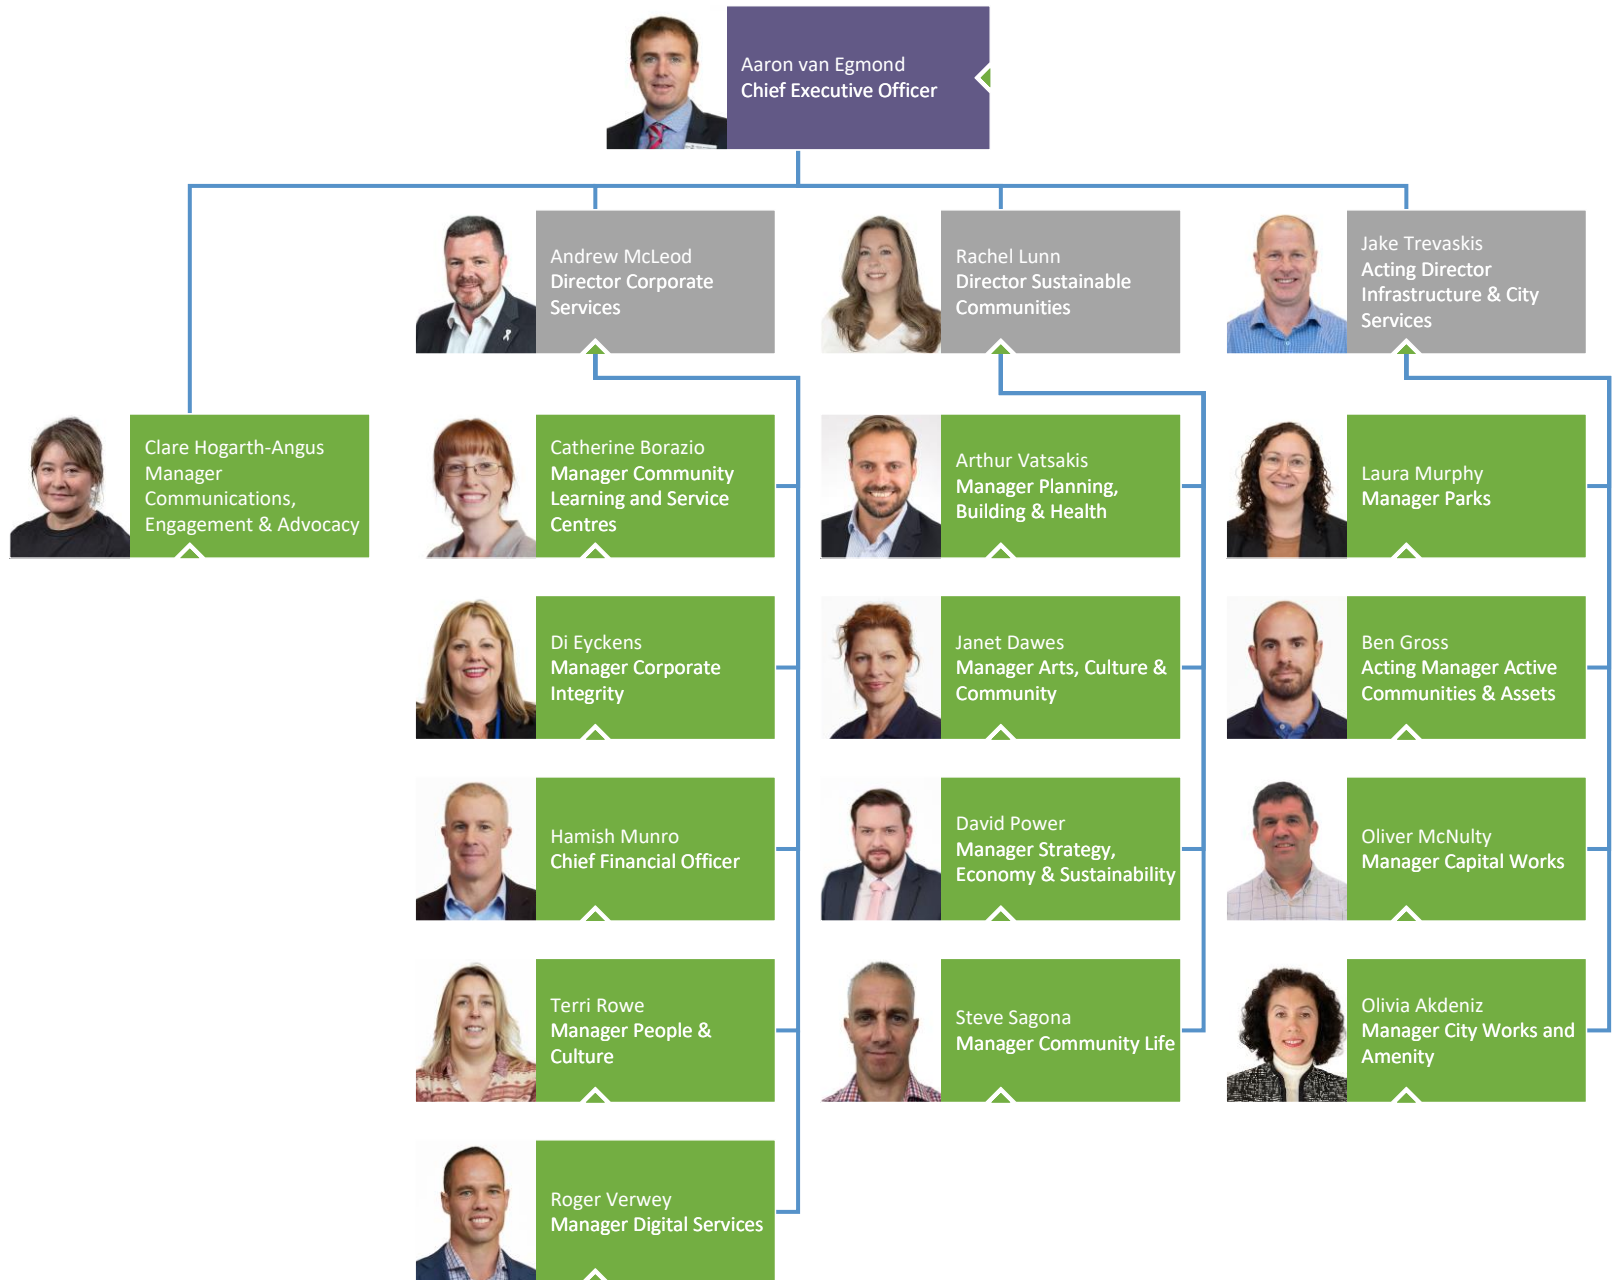 Aaron van Egmond
Chief Executive Officer
Andrew McLeod
Director Corporate
Services
Rachel Lunn
Director Sustainable
Communities
Jake Trevaskis
Acting Director
Infrastructure & City
Services
Clare Hogarth-Angus
Manager
Communications,
Engagement & Advocacy
Catherine Borazio
Manager Community
Learning and Service
Centres
Arthur Vatsakis
Manager Planning,
Building & Health
Laura Murphy
Manager Parks
Di Eyckens
Manager Corporate
Integrity
Janet Dawes
Manager Arts, Culture &
Community
Ben Gross
Acting Manager Active
Communities & Assets
Hamish Munro
Chief Financial Officer
David Power
Manager Strategy,
Economy & Sustainability
Oliver McNulty
Manager Capital Works
Terri Rowe
Manager People &
Culture
Steve Sagona
Manager Community Life
Olivia Akdeniz
Manager City Works and
Amenity
Roger Verwey
Manager Digital Services